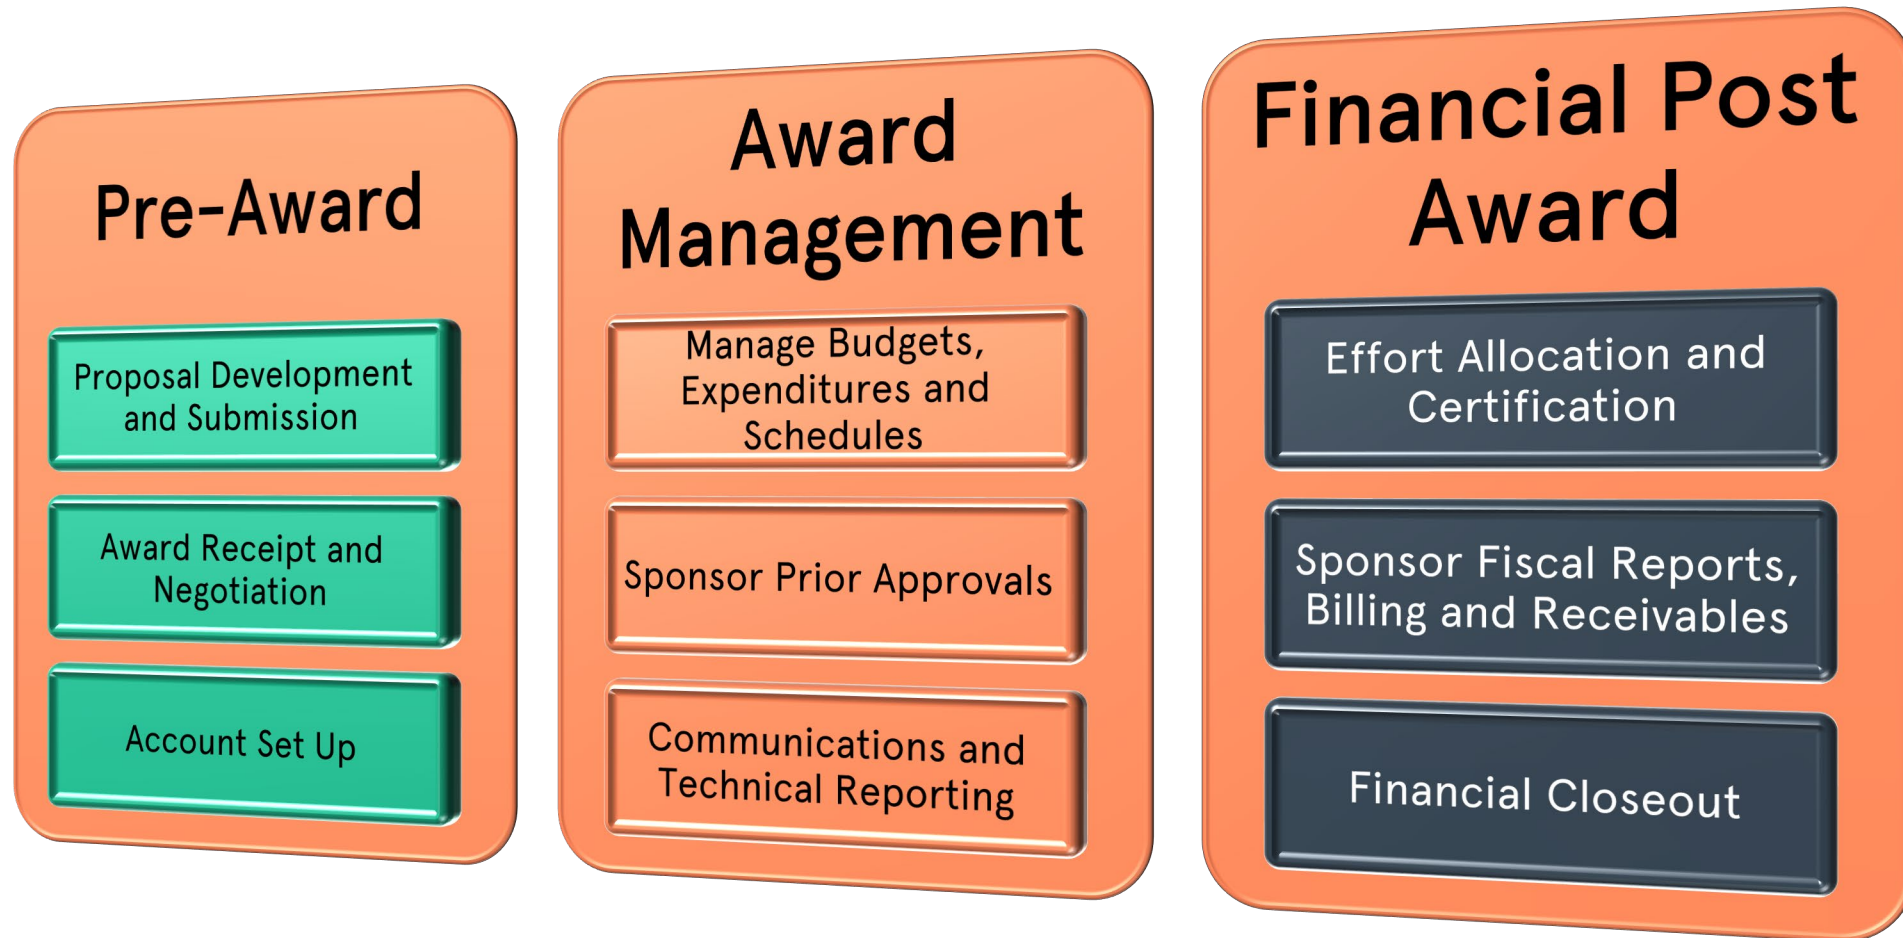 Pre-Award
Proposal Development
and Submission
Award Receipt and
Negotiation
Account Set Up
Award
Management
Manage Budgets,
Expenditures and
Schedules
Sponsor Prior Approvals
Communications and
Technical Reporting
Financial Post
Award
Effort Allocation and
Certification
Sponsor Fiscal Reports,
Billing and Receivables
Financial Closeout